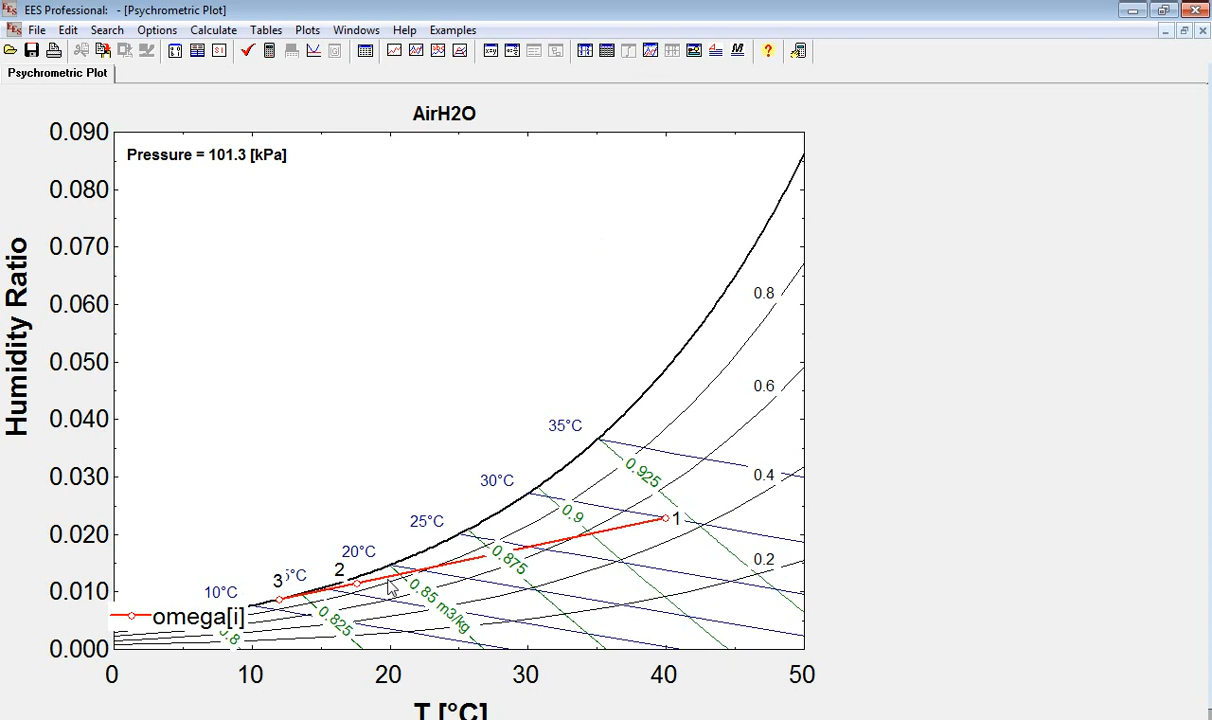 EES Professional: - [Psychrometric Plot]
File Edit Search Options Calculate Tables Plots Windows Help Examples
Psychrometric Plot
AirH2O
Pressure = 101.3 [kPa]
Humidity Ratio
0.090
0.080
0.070
0.060
0.050
0.040
0.030
0.020
0.010
0.000
0.8
0.6
0.4
0.2
35°C
30°C
25°C
20°C
5°C
10°C
0.925
0.9
0.875
0.85 m3/kg
0.825
0.8
1
2
3
omega[i]
0 10 20 30 40 50
T [°C]